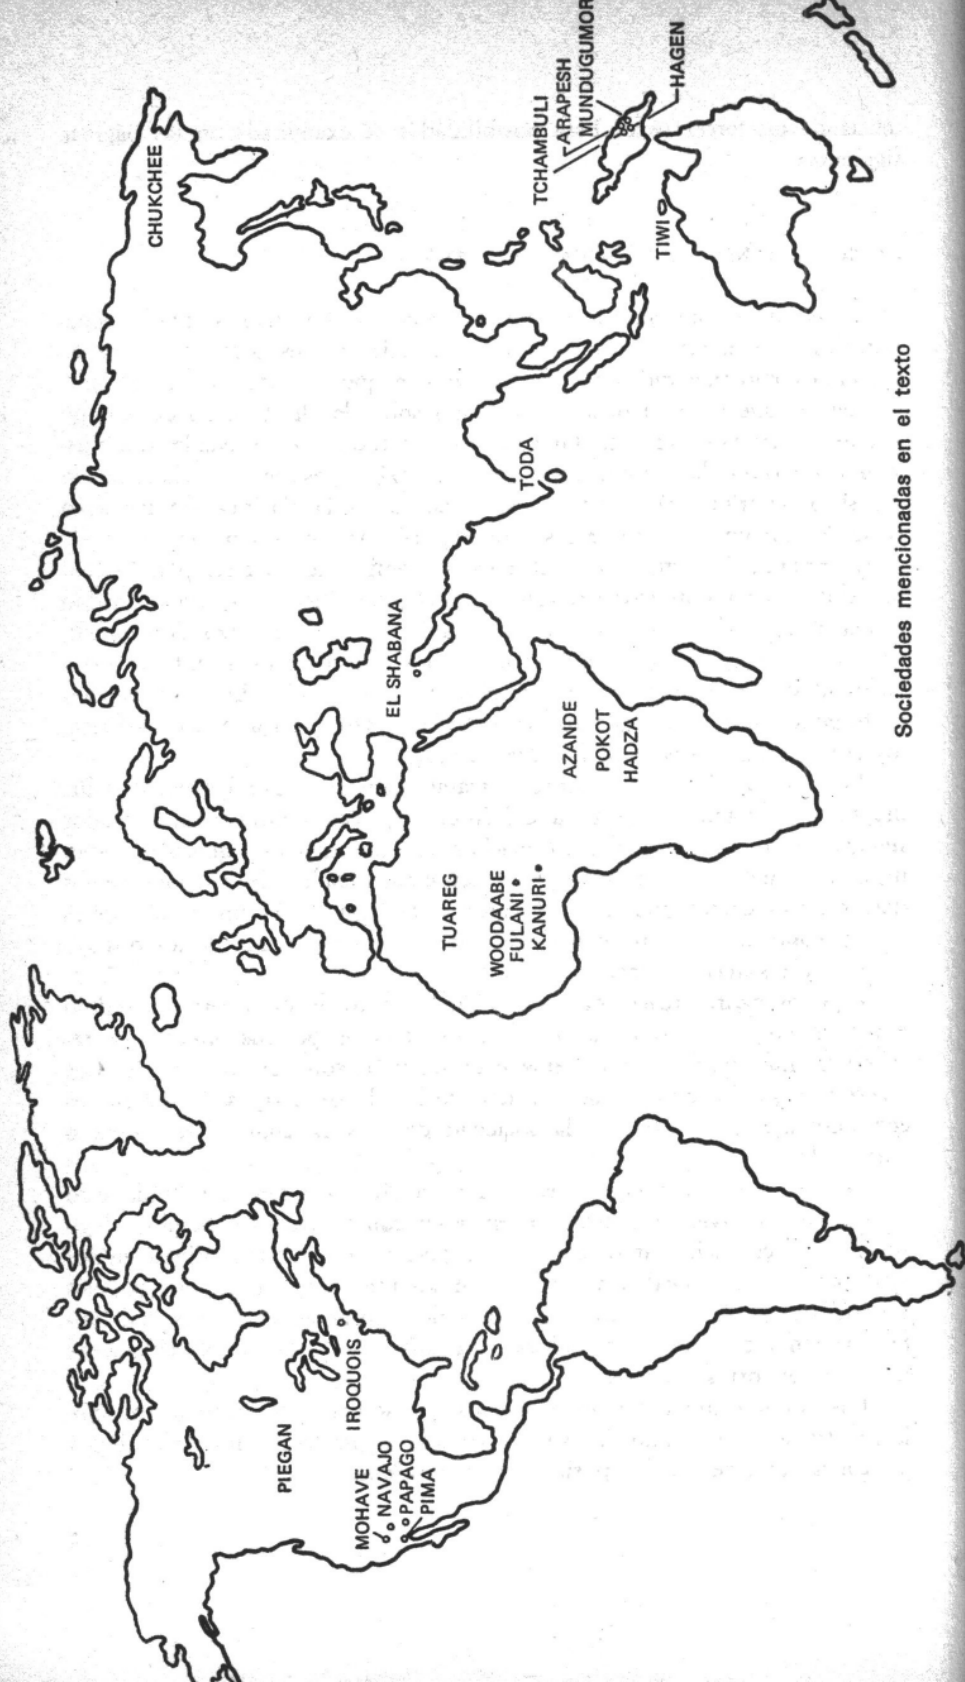 CHUKCHEE
PIEGAN
IROQUOIS
MOHAVE
NAVAJO
PAPAGO
PIMA
EL SHABANA
TUAREG
WOODAABE
FULANI
KANURI
AZANDE
POKOT
HADZA
TODA
TCHAMBULI
ARAPESH
MUNDUGUMOR
HAGEN
TIWI
Sociedades mencionadas en el texto